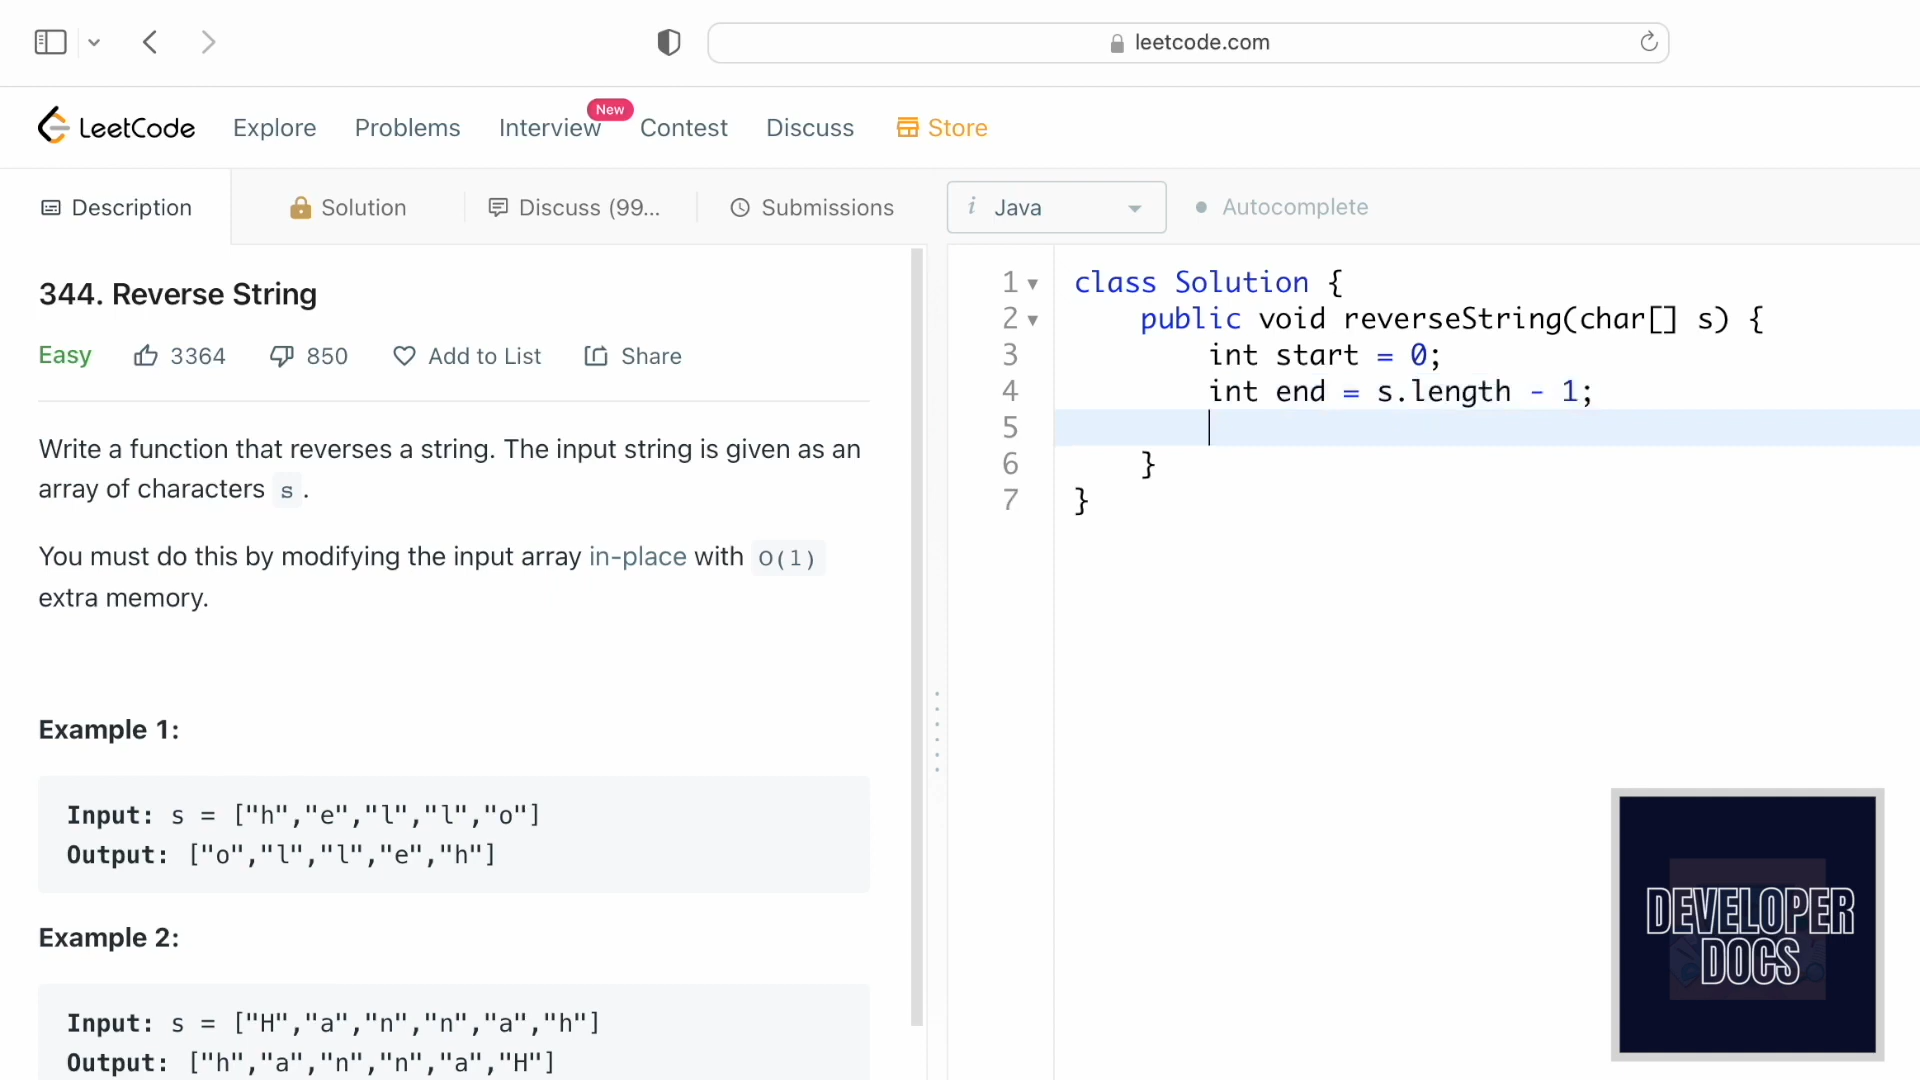 leetcode.com
LeetCode Explore Problems Interview New Contest Discuss Store
Description Solution Discuss (99... Submissions i Java Autocomplete
344. Reverse String
Easy 3364 850 Add to List Share
Write a function that reverses a string. The input string is given as an
array of characters s .
You must do this by modifying the input array in-place with O(1)
extra memory.
Example 1:
Input: s = ["h","e","l","l","o"]
Output: ["o","l","l","e","h"]
Example 2:
Input: s = ["H","a","n","n","a","h"]
Output: ["h","a","n","n","a","H"]
1 class Solution {
2 public void reverseString(char[] s) {
3 int start = 0;
4 int end = s.length - 1;
5
6 }
7 }
DEVELOPER
DOCS